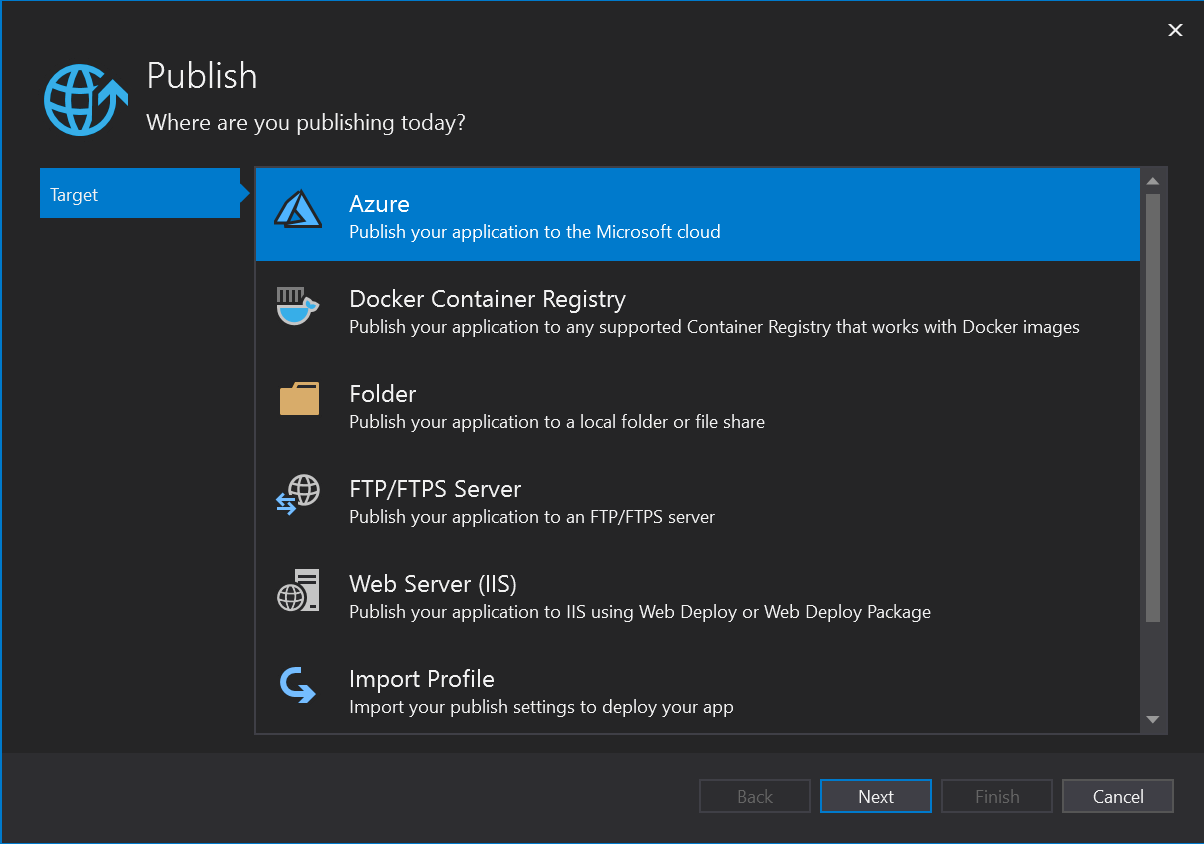 Publish
Where are you publishing today?
Target
Azure
Publish your application to the Microsoft cloud
Docker Container Registry
Publish your application to any supported Container Registry that works with Docker images
Folder
Publish your application to a local folder or file share
FTP/FTPS Server
Publish your application to an FTP/FTPS server
Web Server (IIS)
Publish your application to IIS using Web Deploy or Web Deploy Package
Import Profile
Import your publish settings to deploy your app
Back
Next
Finish
Cancel